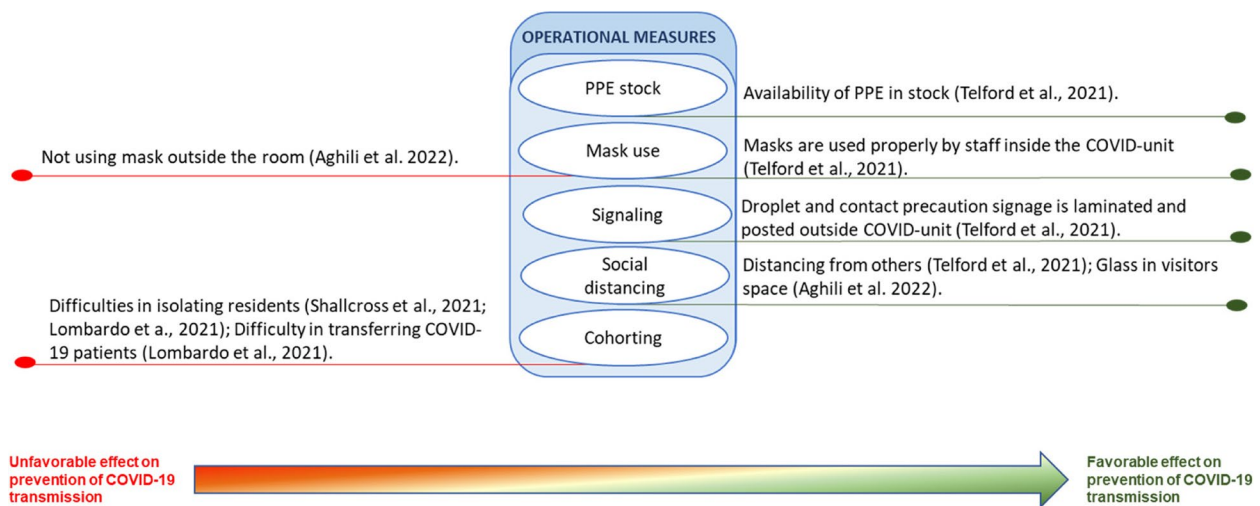 OPERATIONAL MEASURES
PPE stock
Availability of PPE in stock (Telford et al., 2021).
Not using mask outside the room (Aghili et al. 2022).
Mask use
Masks are used properly by staff inside the COVID-unit
(Telford et al., 2021).
Signaling
Droplet and contact precaution signage is laminated and
posted outside COVID-unit (Telford et al., 2021).
Social
distancing
Distancing from others (Telford et al., 2021); Glass in visitors
space (Aghili et al. 2022).
Difficulties in isolating residents (Shallcross et al., 2021;
Lombardo et a., 2021); Difficulty in transferring COVID-
19 patients (Lombardo et al., 2021).
Cohorting
Unfavorable effect on
prevention of COVID-19
transmission
Favorable effect on
prevention of COVID-19
transmission